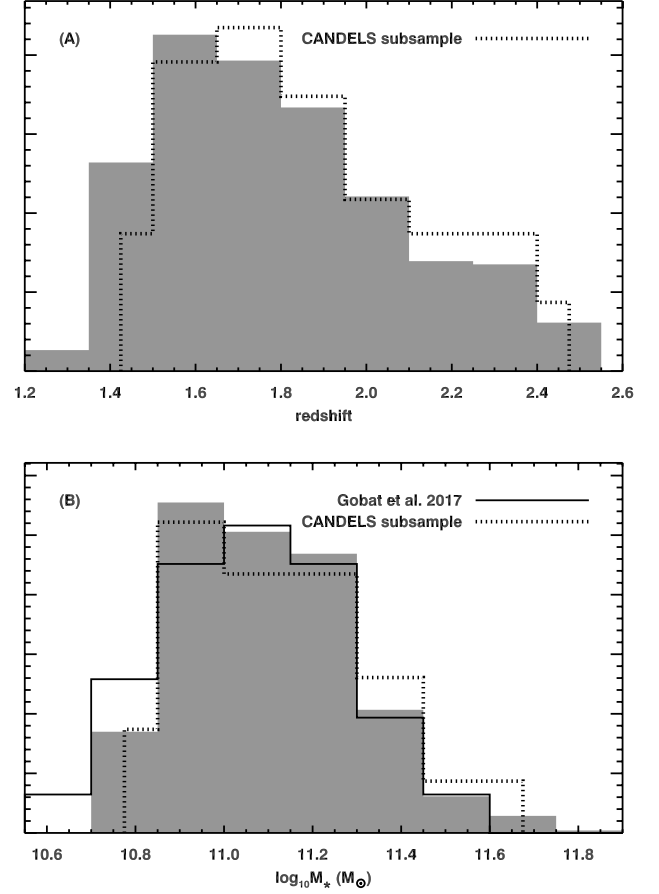 (A) CANDELS subsample
1.2 1.4 1.6 1.8 2.0 2.2 2.4 2.6
redshift
(B) Gobat et al. 2017
CANDELS subsample
10.6 10.8 11.0 11.2 11.4 11.6 11.8
log₁₀M⁎ (M☉)